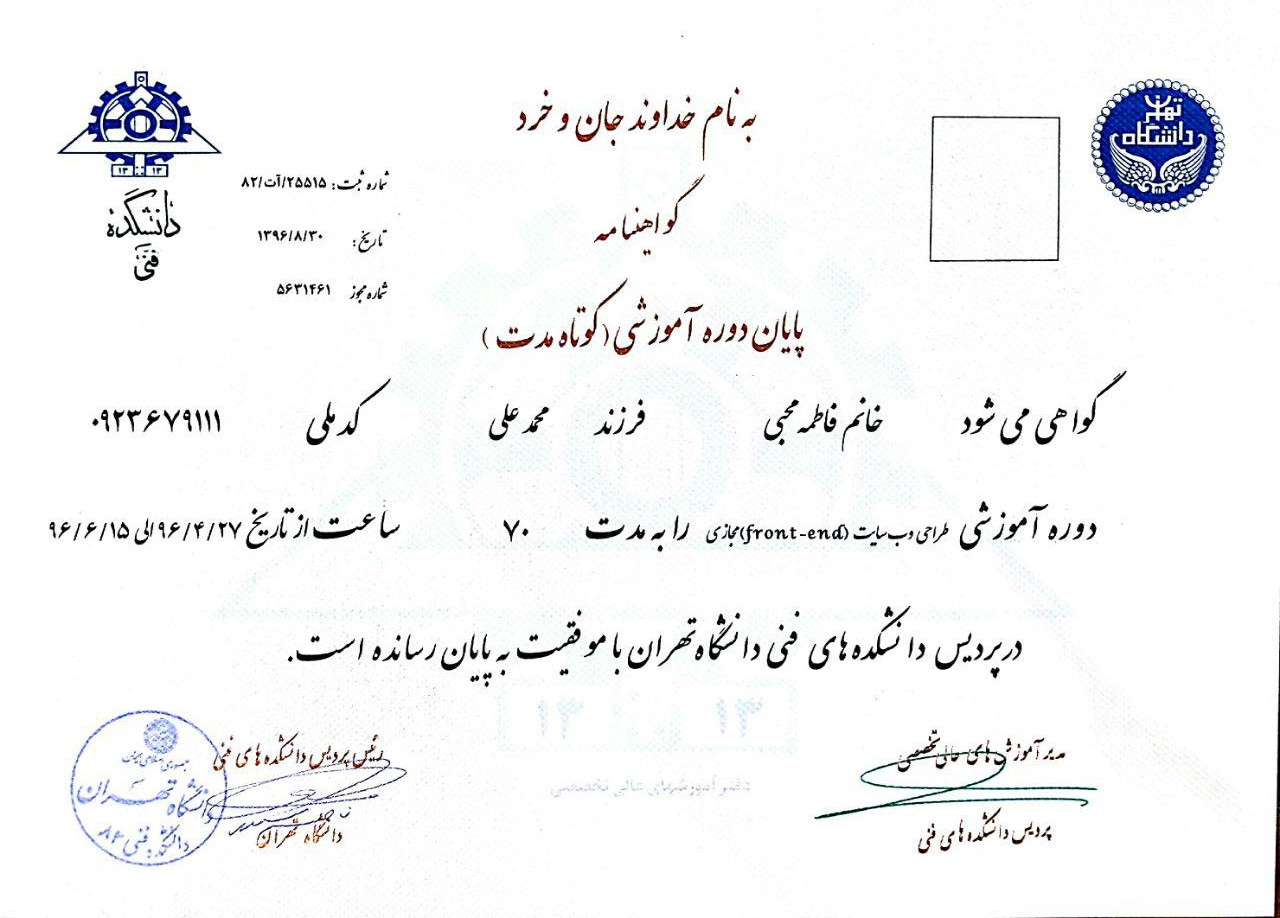 به نام خداوند جان و خرد
گواهینامه
پایان دوره آموزشی (کوتاه مدت)
شماره ثبت: ۸۲/آت/۲۵۵۱۵
تاریخ: ۱۳۹۶/۸/۳۰
شماره مجوز ۵۶۳۱۴۶۱
تهران
دانشگاه
۱۳ ۱۳
دانشکدهٔ
فنی
گواهی می شود خانم فاطمه محبی فرزند محمد علی کد ملی ۰۹۲۳۶۷۹۱۱۱
دوره آموزشی طراحی وب سایت (front-end)مجازی را به مدت ۷۰ ساعت از تاریخ ۹۶/۴/۲۷ الی ۹۶/۶/۱۵
در پردیس دانشکده های فنی دانشگاه تهران با موفقیت به پایان رسانده است.
۱۳ ۱۳
دفتر آموزشهای عالی تخصصی
مدیر آموزش های عالی تخصصی
پردیس دانشکده های فنی
رئیس پردیس دانشکده های فنی
دانشگاه تهران
جمهوری اسلامی ایران
دانشگاه تهران
دانشکده فنی ۸۶